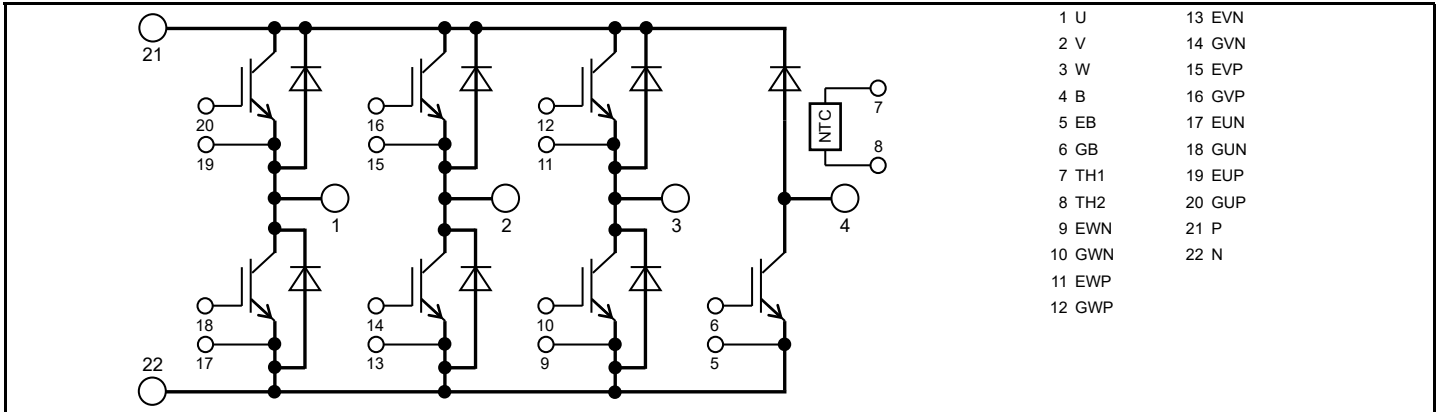 21
20
19
16
15
12
11
NTC
7
8
1
2
3
4
18
17
14
13
10
9
6
5
22
1 U
2 V
3 W
4 B
5 EB
6 GB
7 TH1
8 TH2
9 EWN
10 GWN
11 EWP
12 GWP
13 EVN
14 GVN
15 EVP
16 GVP
17 EUN
18 GUN
19 EUP
20 GUP
21 P
22 N